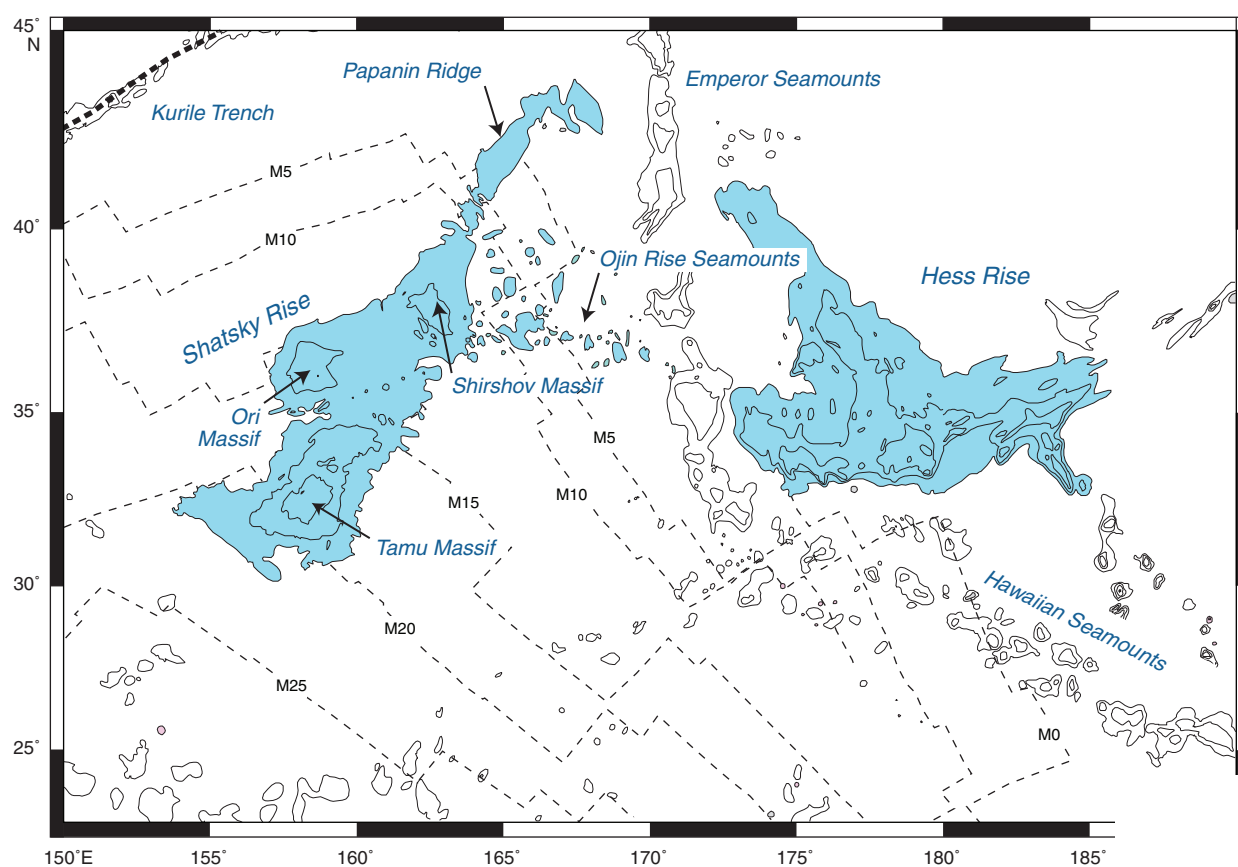 45˚
N
Papanin Ridge
Emperor Seamounts
Kurile Trench
M5
40˚
M10
Ojin Rise Seamounts
Hess Rise
Shatsky Rise
Shirshov Massif
35˚
Ori
Massif
M5
M10
M15
Tamu Massif
30˚
Hawaiian Seamounts
M20
M25
M0
25˚
150˚E
155˚
160˚
165˚
170˚
175˚
180˚
185˚